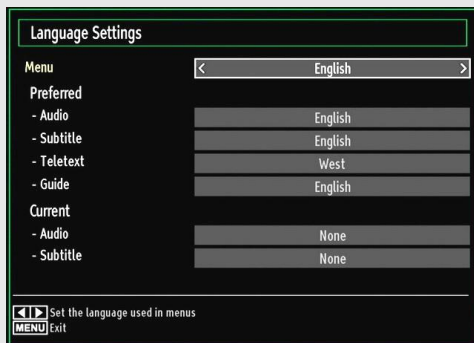 Language Settings
Menu < English >
Preferred
- Audio English
- Subtitle English
- Teletext West
- Guide English
Current
- Audio None
- Subtitle None
◀ ▶ Set the language used in menus
MENU Exit